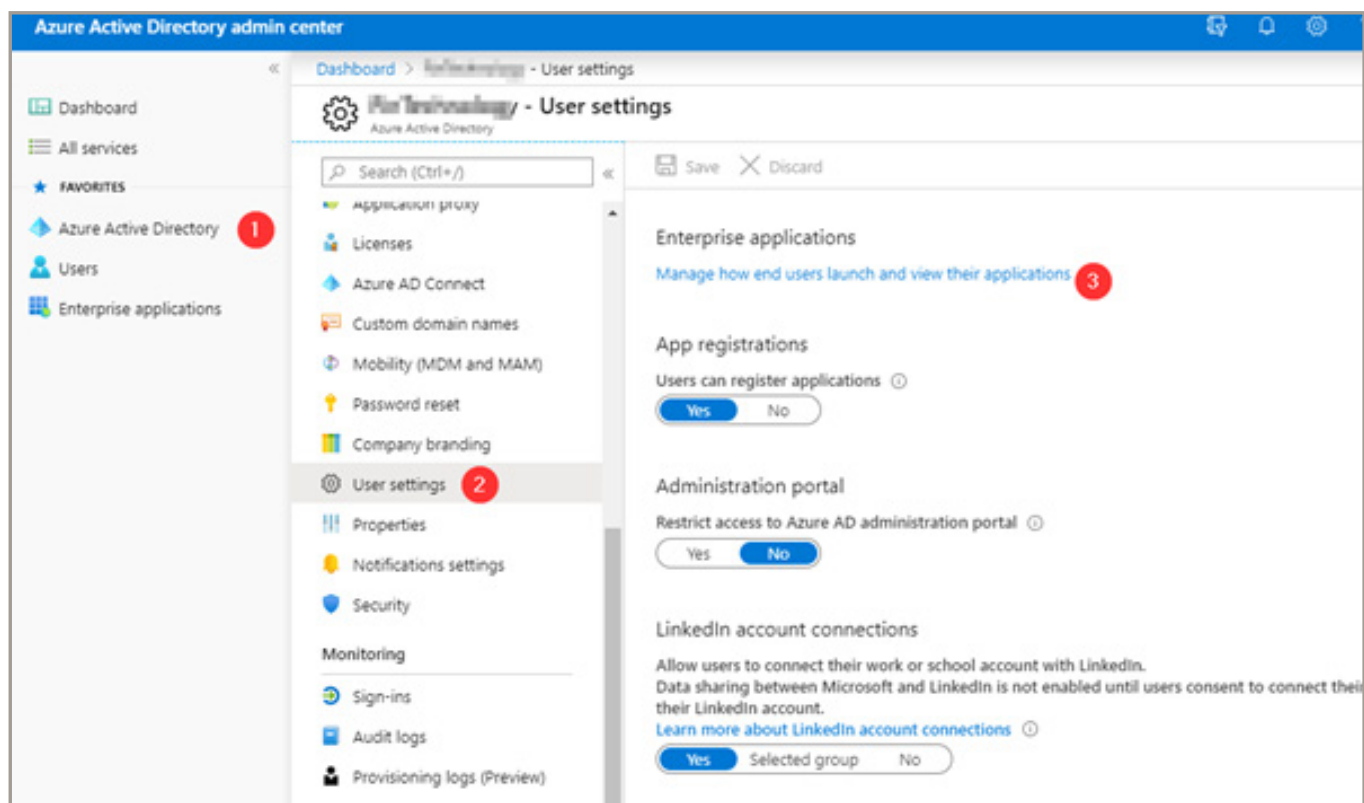 Azure Active Directory admin center
Dashboard > - User settings
- User settings
Azure Active Directory
Dashboard
All services
FAVORITES
Azure Active Directory 1
Users
Enterprise applications
Search (Ctrl+/)
Application proxy
Licenses
Azure AD Connect
Custom domain names
Mobility (MDM and MAM)
Password reset
Company branding
User settings 2
Properties
Notifications settings
Security
Monitoring
Sign-ins
Audit logs
Provisioning logs (Preview)
Save Discard
Enterprise applications
Manage how end users launch and view their applications 3
App registrations
Users can register applications
Yes No
Administration portal
Restrict access to Azure AD administration portal
Yes No
LinkedIn account connections
Allow users to connect their work or school account with LinkedIn.
Data sharing between Microsoft and LinkedIn is not enabled until users consent to connect their
their LinkedIn account.
Learn more about LinkedIn account connections
Yes Selected group No